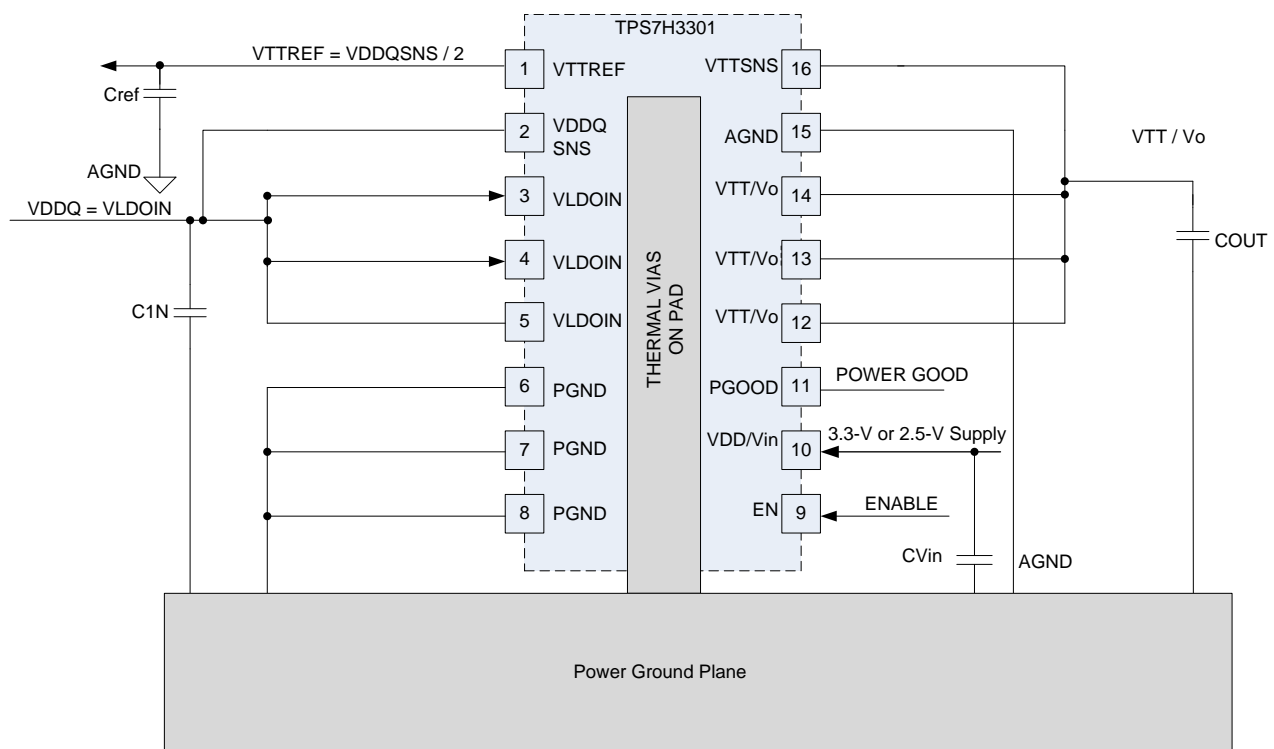 TPS7H3301
VTTREF = VDDQSNS / 2
1
VTTREF
VTTSNS
16
Cref
2
VDDQ
SNS
AGND
15
VTT / Vo
AGND
VDDQ = VLDOIN
3
VLDOIN
VTT/Vo
14
4
VLDOIN
VTT/Vo
13
COUT
C1N
5
VLDOIN
VTT/Vo
12
THERMAL VIAS
ON PAD
6
PGND
PGOOD
11
POWER GOOD
7
PGND
VDD/Vin
10
3.3-V or 2.5-V Supply
8
PGND
EN
9
ENABLE
CVin
AGND
Power Ground Plane